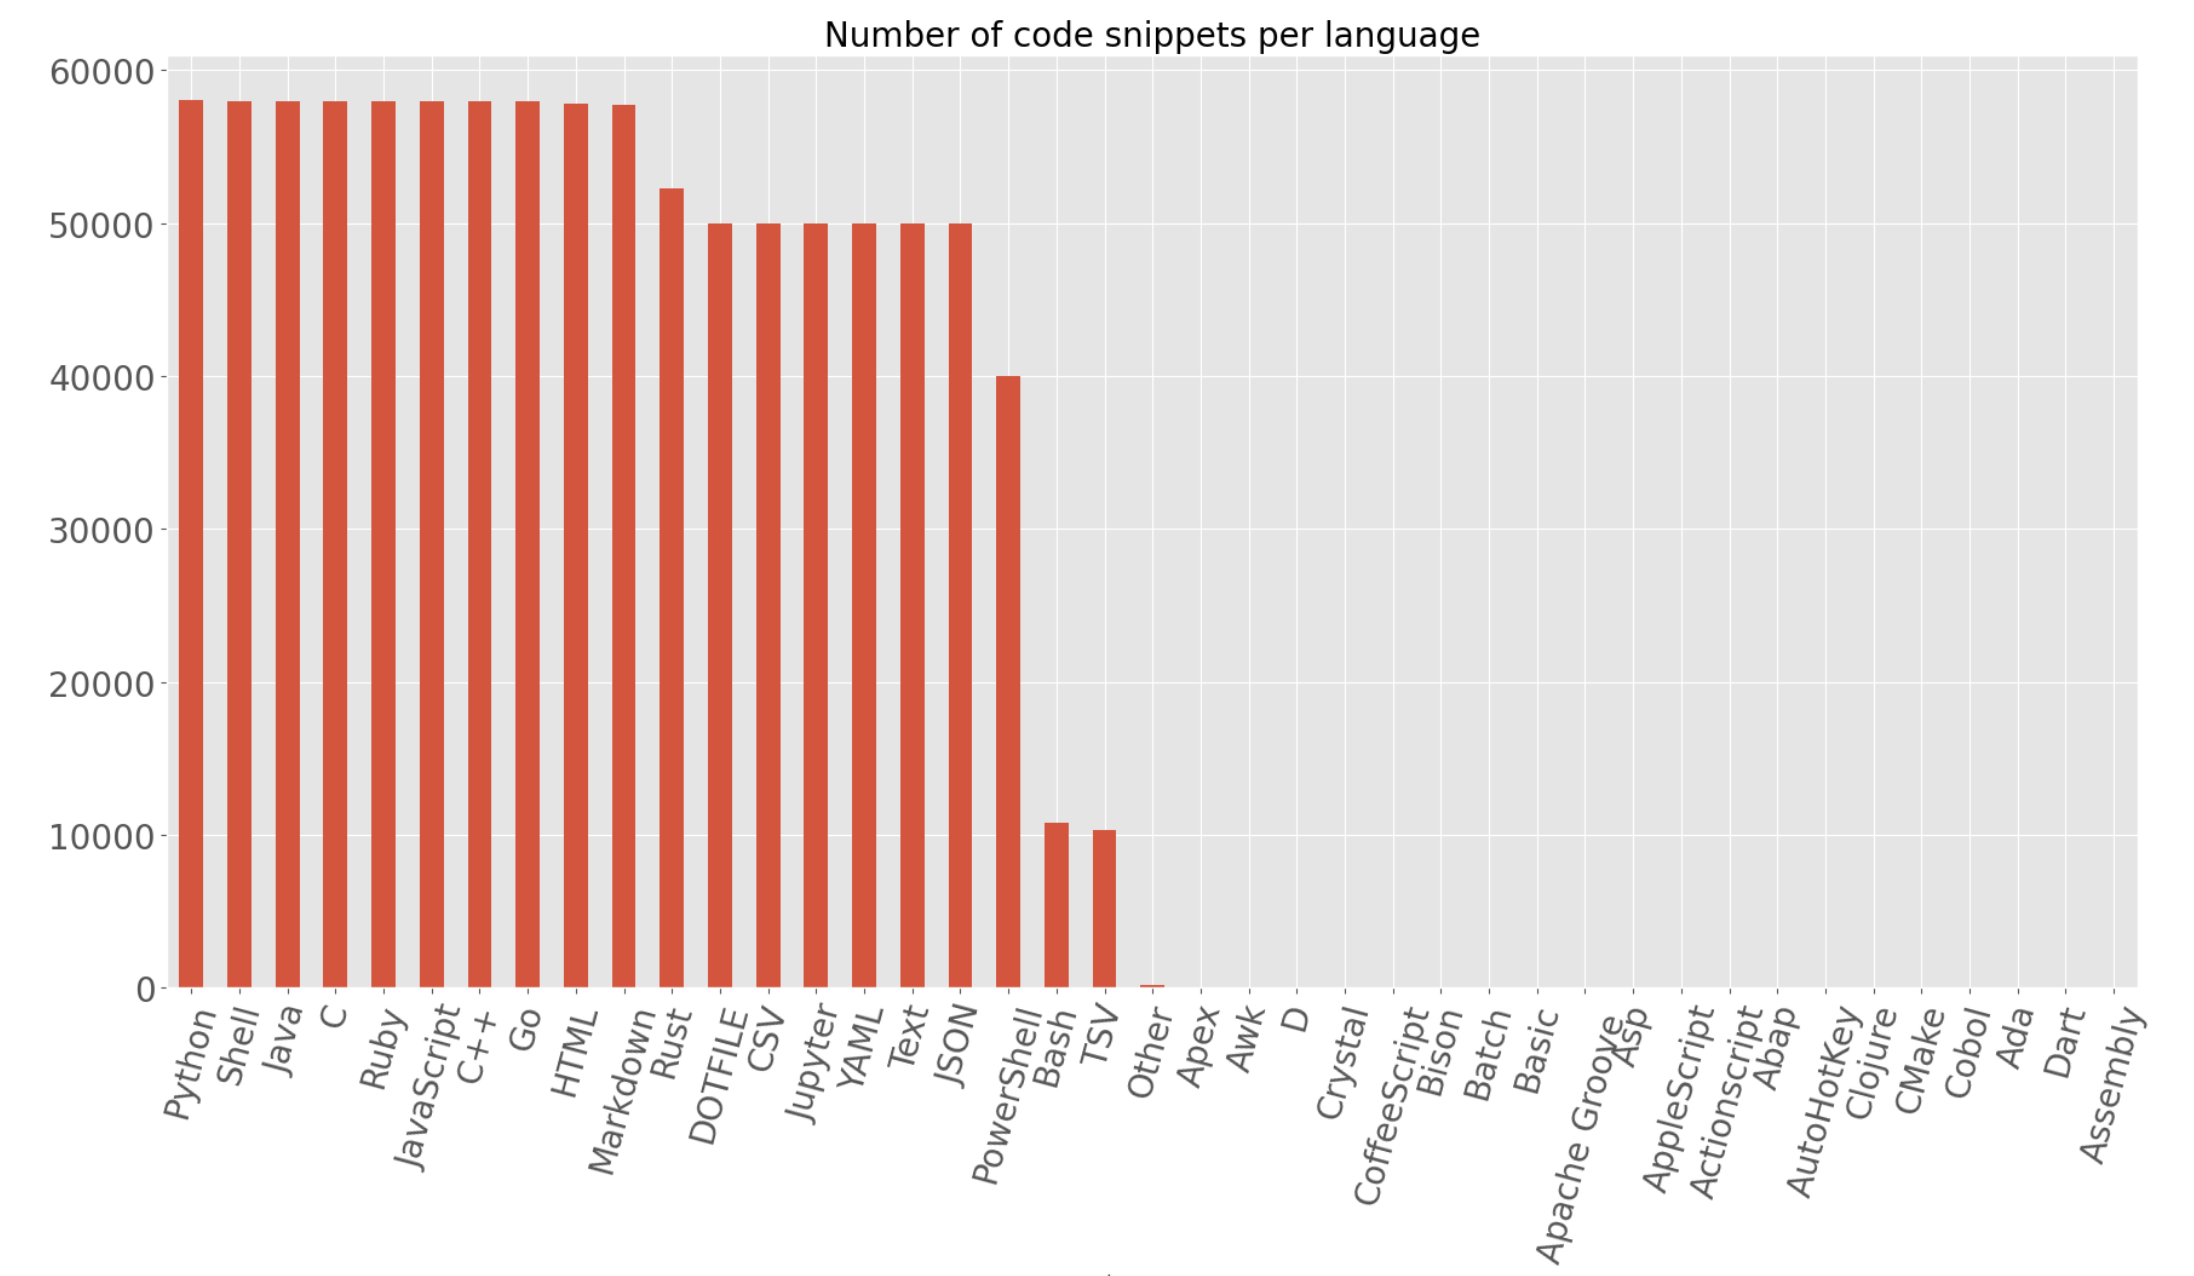 Number of code snippets per language
60000
50000
40000
30000
20000
10000
0
Python
Shell
Java
C
Ruby
JavaScript
C++
Go
HTML
Markdown
Rust
DOTFILE
CSV
Jupyter
YAML
Text
JSON
PowerShell
Bash
TSV
Other
Apex
Awk
D
Crystal
CoffeeScript
Bison
Batch
Basic
Apache Groove
Asp
AppleScript
Actionscript
Abap
AutoHotKey
Clojure
CMake
Cobol
Ada
Dart
Assembly